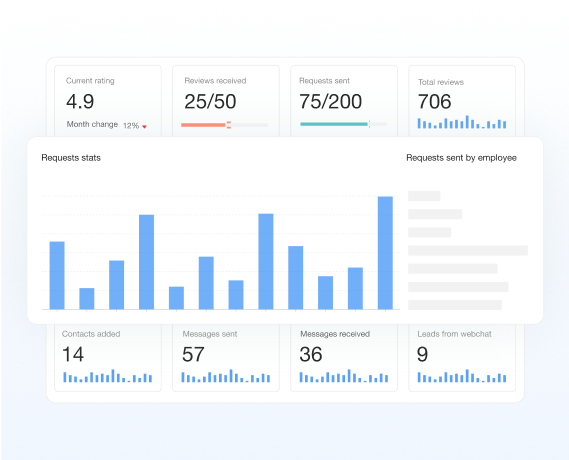 Current rating
Reviews received
Requests sent
Total reviews
4.9
25/50
75/200
706
Month change 12%
Requests stats
Requests sent by employee
Contacts added
Messages sent
Messages received
Leads from webchat
14
57
36
9